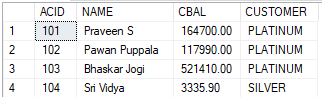 ACID NAME CBAL CUSTOMER
1 101 Praveen S 164700.00 PLATINUM
2 102 Pawan Puppala 117990.00 PLATINUM
3 103 Bhaskar Jogi 521410.00 PLATINUM
4 104 Sri Vidya 3335.90 SILVER